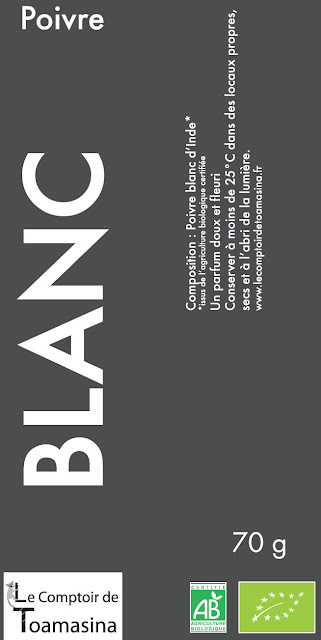 Poivre
BLANC
Composition : Poivre blanc d'Inde*
*issus de l'agriculture biologique certifiée
Un parfum doux et fleuri
Conserver à moins de 25°C dans des locaux propres,
secs et à l'abri de la lumière.
www.lecomptoirdetoamasina.fr
70 g
Le Comptoir de
Toamasina
CERTIFIÉ
AB
AGRICULTURE
BIOLOGIQUE